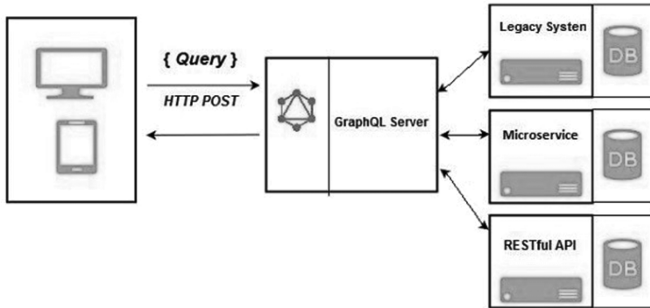 { Query }
HTTP POST
GraphQL Server
Legacy Systen
DB
Microservice
DB
RESTful API
DB